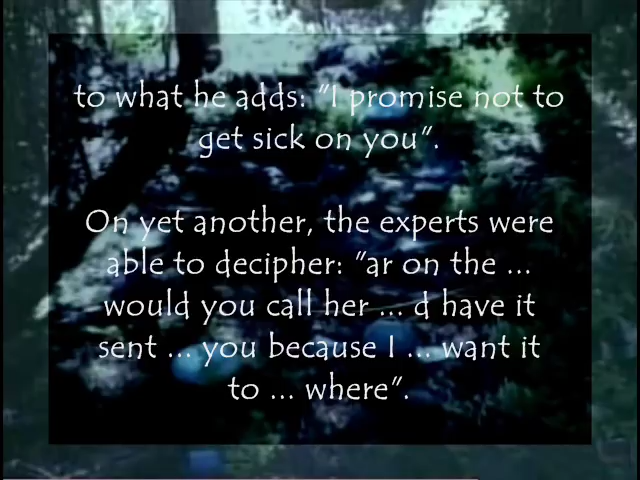 to what he adds: "I promise not to
get sick on you".
On yet another, the experts were
able to decipher: "ar on the ...
would you call her ... d have it
sent ... you because I ... want it
to ... where".